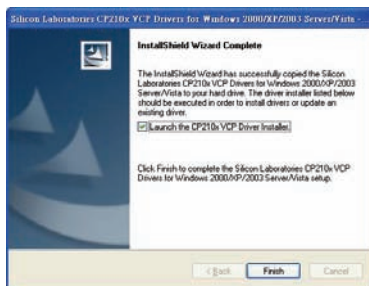 Silicon Laboratories CP210x VCP Drivers for Windows 2000/XP/2003 Server/Vista - ...
InstallShield Wizard Complete
The InstallShield Wizard has successfully copied the Silicon
Laboratories CP210x VCP Drivers for Windows 2000/XP/2003
Server/Vista to your hard drive. The driver installer listed below
should be executed in order to install drivers or update an
existing driver.
Launch the CP210x VCP Driver Installer.
Click Finish to complete the Silicon Laboratories CP210x VCP
Drivers for Windows 2000/XP/2003 Server/Vista setup.
< Back Finish Cancel